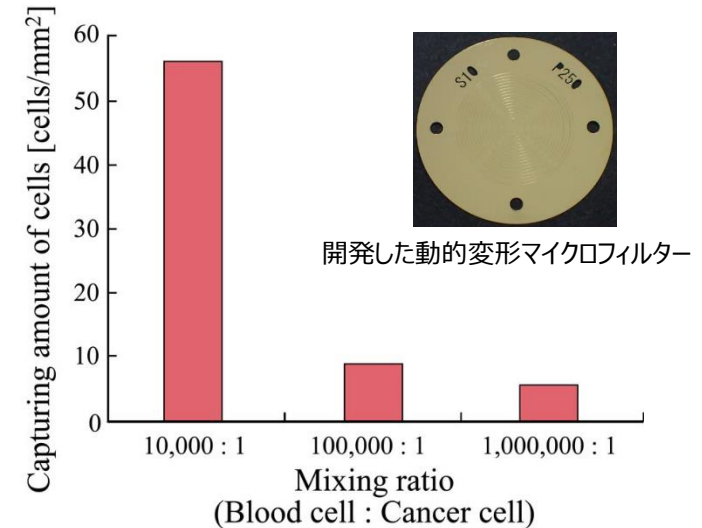 Capturing amount of cells [cells/mm²]
60
50
40
30
20
10
0
S10
P250
開発した動的変形マイクロフィルター
10,000 : 1
100,000 : 1
1,000,000 : 1
Mixing ratio
(Blood cell : Cancer cell)